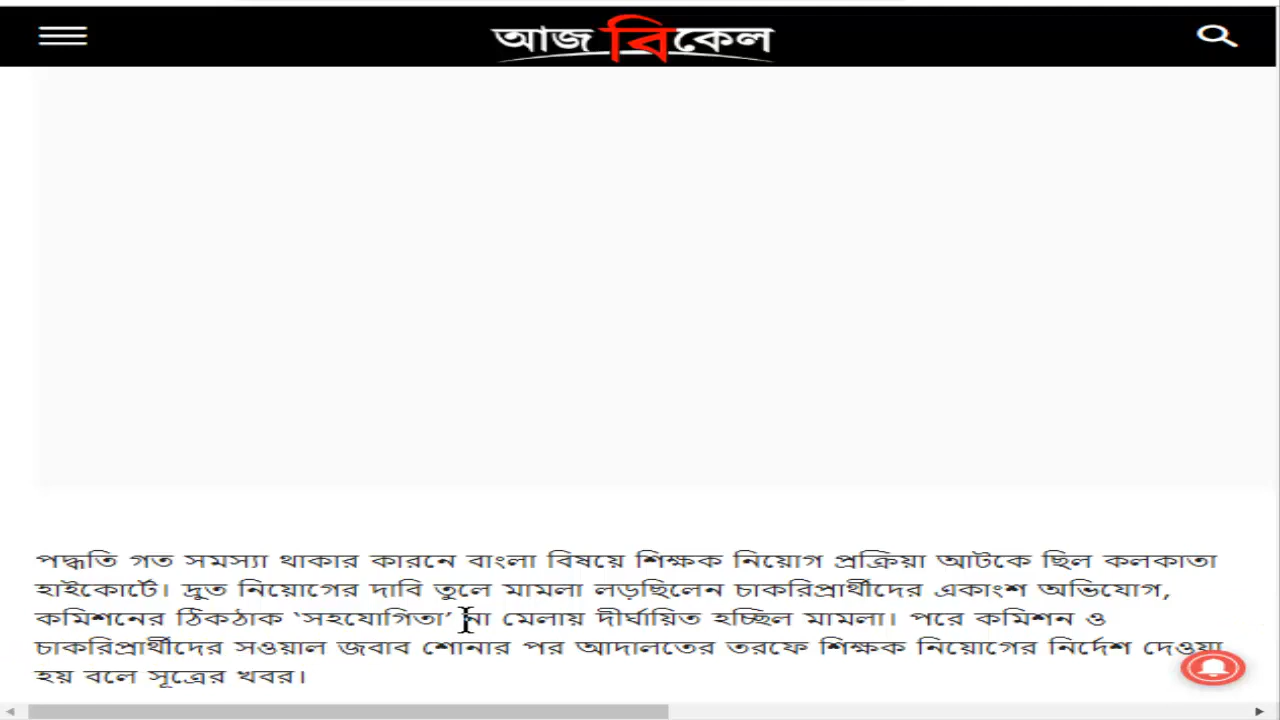 আজ বিকেল
পদ্ধতি গত সমস্যা থাকার কারনে বাংলা বিষয়ে শিক্ষক নিয়োগ প্রক্রিয়া আটকে ছিল কলকাতা
হাইকোর্টে। দ্রুত নিয়োগের দাবি তুলে মামলা লড়ছিলেন চাকরিপ্রার্থীদের একাংশ অভিযোগ,
কমিশনের ঠিকঠাক ‘সহযোগিতা’ না মেলায় দীর্ঘায়িত হচ্ছিল মামলা। পরে কমিশন ও
চাকরিপ্রার্থীদের সওয়াল জবাব শোনার পর আদালতের তরফে শিক্ষক নিয়োগের নির্দেশ দেওয়া
হয় বলে সূত্রের খবর।